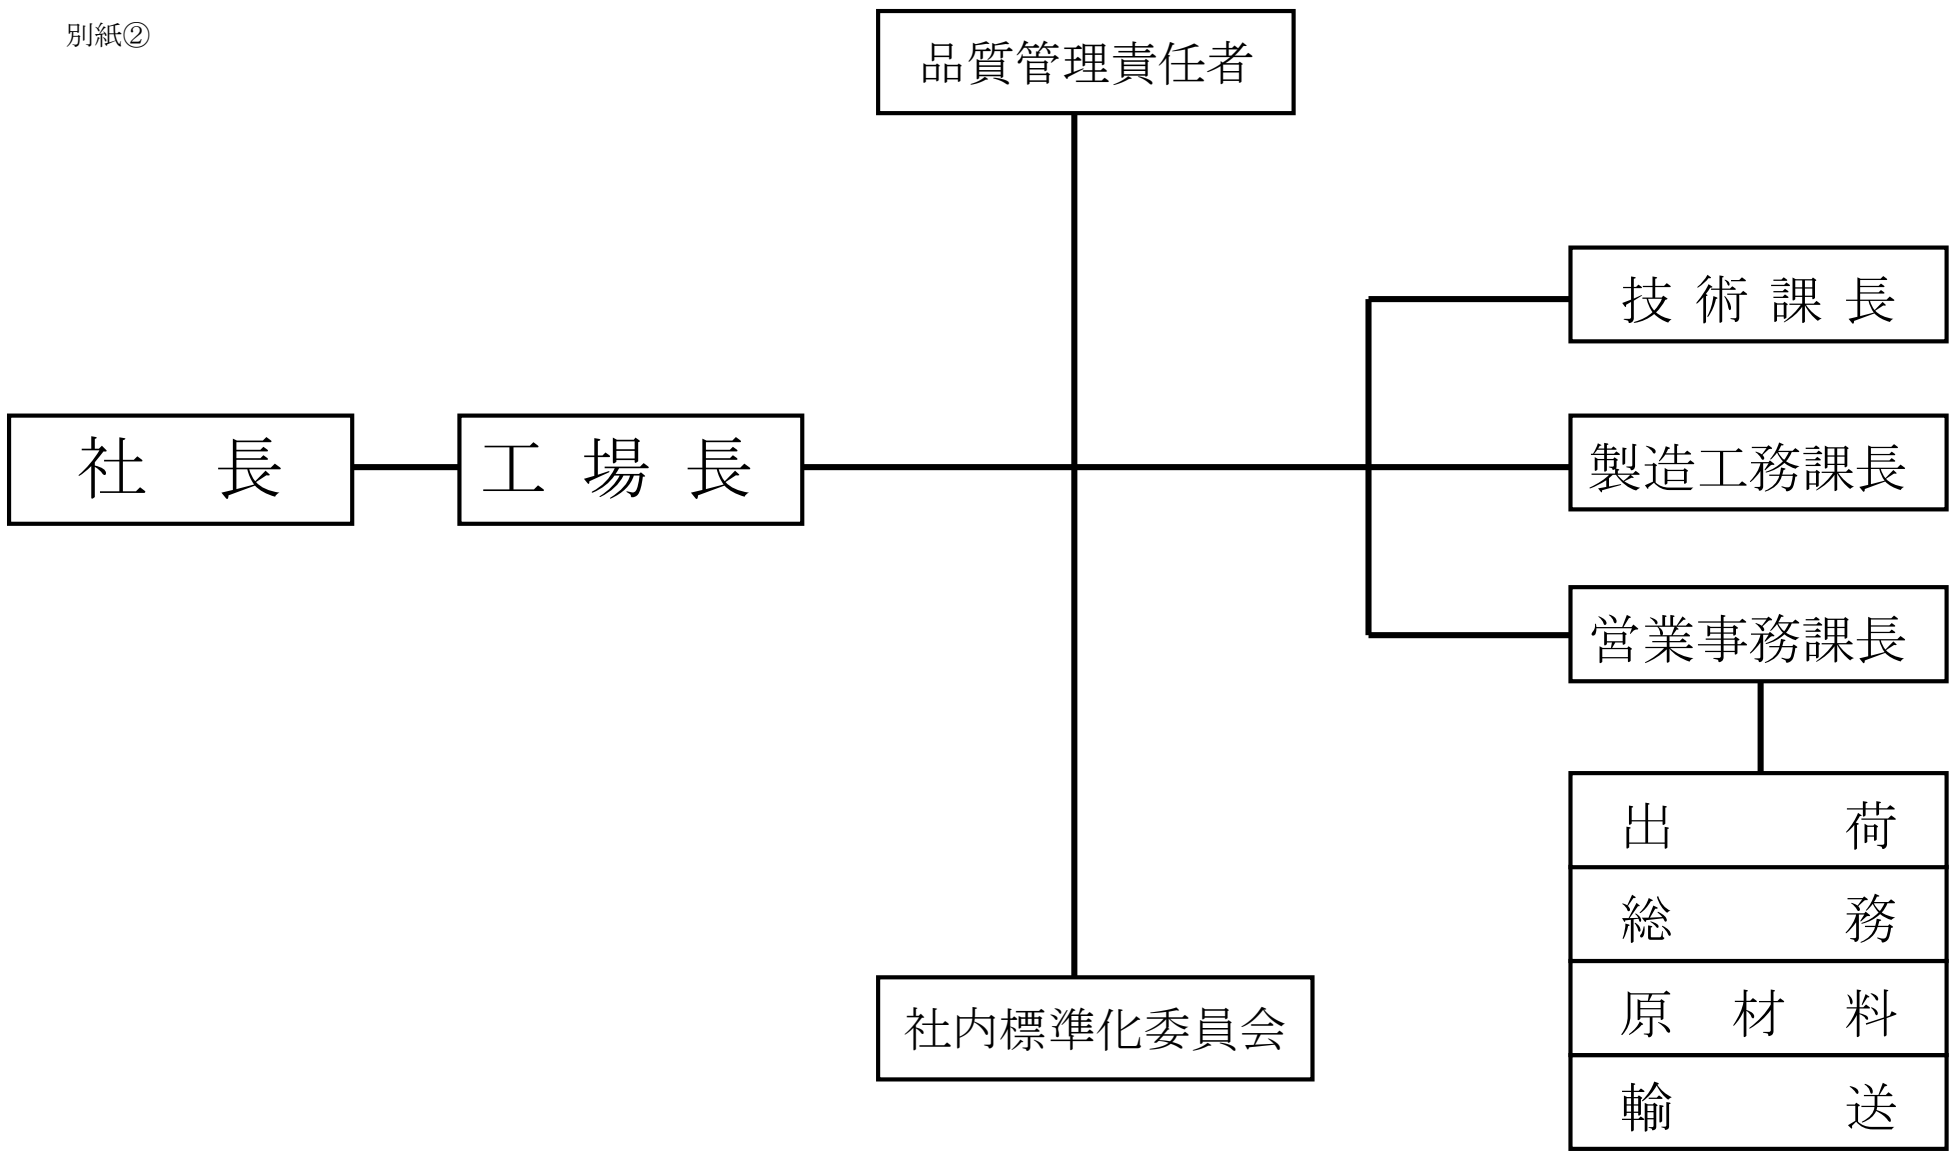 別紙②
品質管理責任者
技術課長
社長
工場長
製造工務課長
営業事務課長
出荷
総務
原材料
社内標準化委員会
輸送